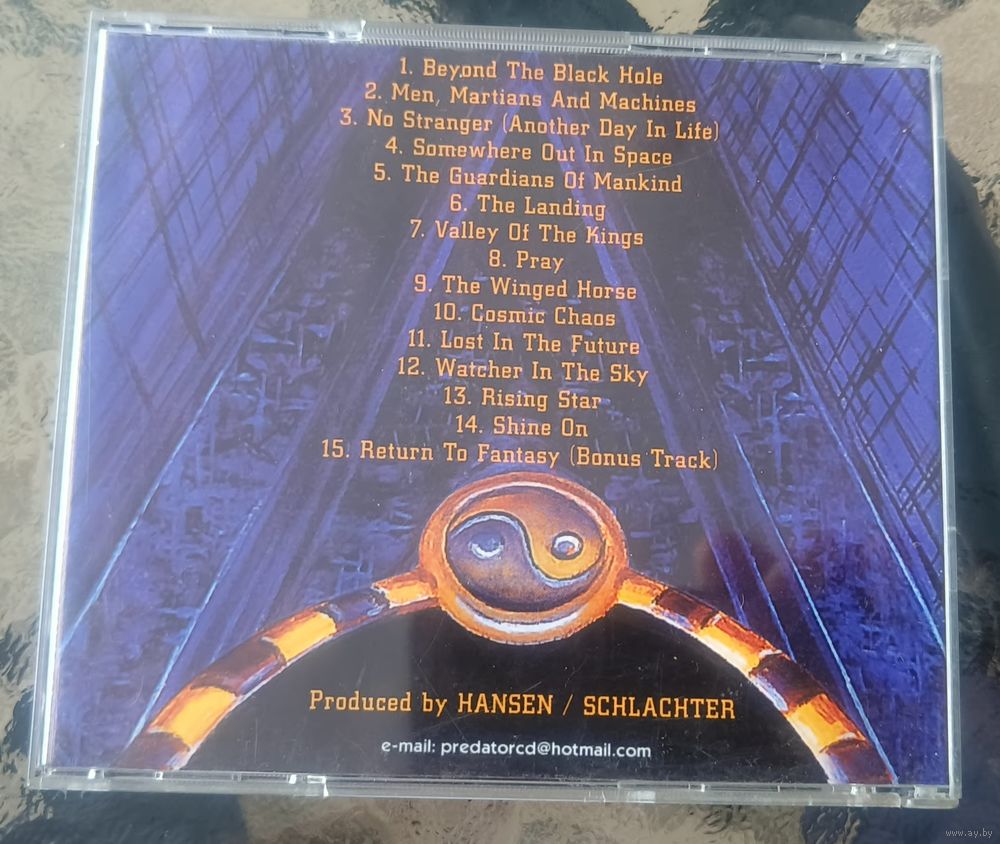 1. Beyond The Black Hole
2. Men, Martians And Machines
3. No Stranger (Another Day In Life)
4. Somewhere Out In Space
5. The Guardians Of Mankind
6. The Landing
7. Valley Of The Kings
8. Pray
9. The Winged Horse
10. Cosmic Chaos
11. Lost In The Future
12. Watcher In The Sky
13. Rising Star
14. Shine On
15. Return To Fantasy (Bonus Track)
Produced by HANSEN / SCHLACHTER
e-mail: predatorcd@hotmail.com
www.ay.by